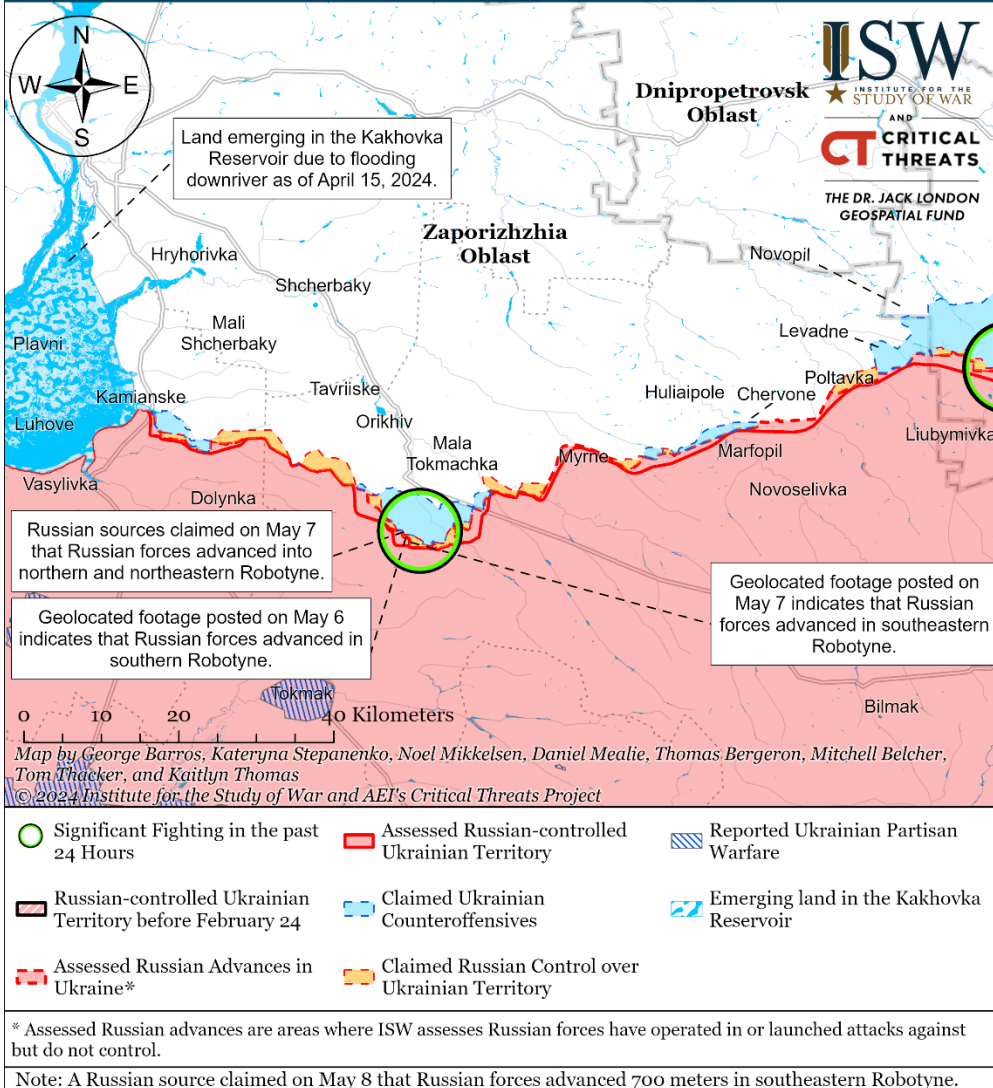 N
W E
S
ISW
INSTITUTE FOR THE
STUDY OF WAR
AND
CT CRITICAL
THREATS
THE DR. JACK LONDON
GEOSPATIAL FUND
Dnipropetrovsk
Oblast
Land emerging in the Kakhovka
Reservoir due to flooding
downriver as of April 15, 2024.
Zaporizhzhia
Oblast
Hryhorivka
Novopil
Shcherbaky
Mali
Shcherbaky
Plavni
Levadne
Tavriiske
Poltavka
Kamianske
Huliaipole
Chervone
Luhove
Orikhiv
Liubymivka
Mala
Tokmachka
Myrne
Marfopil
Vasylivka
Dolynka
Novoselivka
Russian sources claimed on May 7
that Russian forces advanced into
northern and northeastern Robotyne.
Geolocated footage posted on May 6
indicates that Russian forces advanced in
southern Robotyne.
Geolocated footage posted on
May 7 indicates that Russian
forces advanced in southeastern
Robotyne.
Tokmak
Bilmak
0 10 20 40 Kilometers
Map by George Barros, Kateryna Stepanenko, Noel Mikkelsen, Daniel Mealie, Thomas Bergeron, Mitchell Belcher,
Tom Thacker, and Kaitlyn Thomas
© 2024 Institute for the Study of War and AEI's Critical Threats Project
Significant Fighting in the past
24 Hours
Assessed Russian-controlled
Ukrainian Territory
Reported Ukrainian Partisan
Warfare
Russian-controlled Ukrainian
Territory before February 24
Claimed Ukrainian
Counteroffensives
Emerging land in the Kakhovka
Reservoir
Assessed Russian Advances in
Ukraine*
Claimed Russian Control over
Ukrainian Territory
* Assessed Russian advances are areas where ISW assesses Russian forces have operated in or launched attacks against
but do not control.
Note: A Russian source claimed on May 8 that Russian forces advanced 700 meters in southeastern Robotyne.